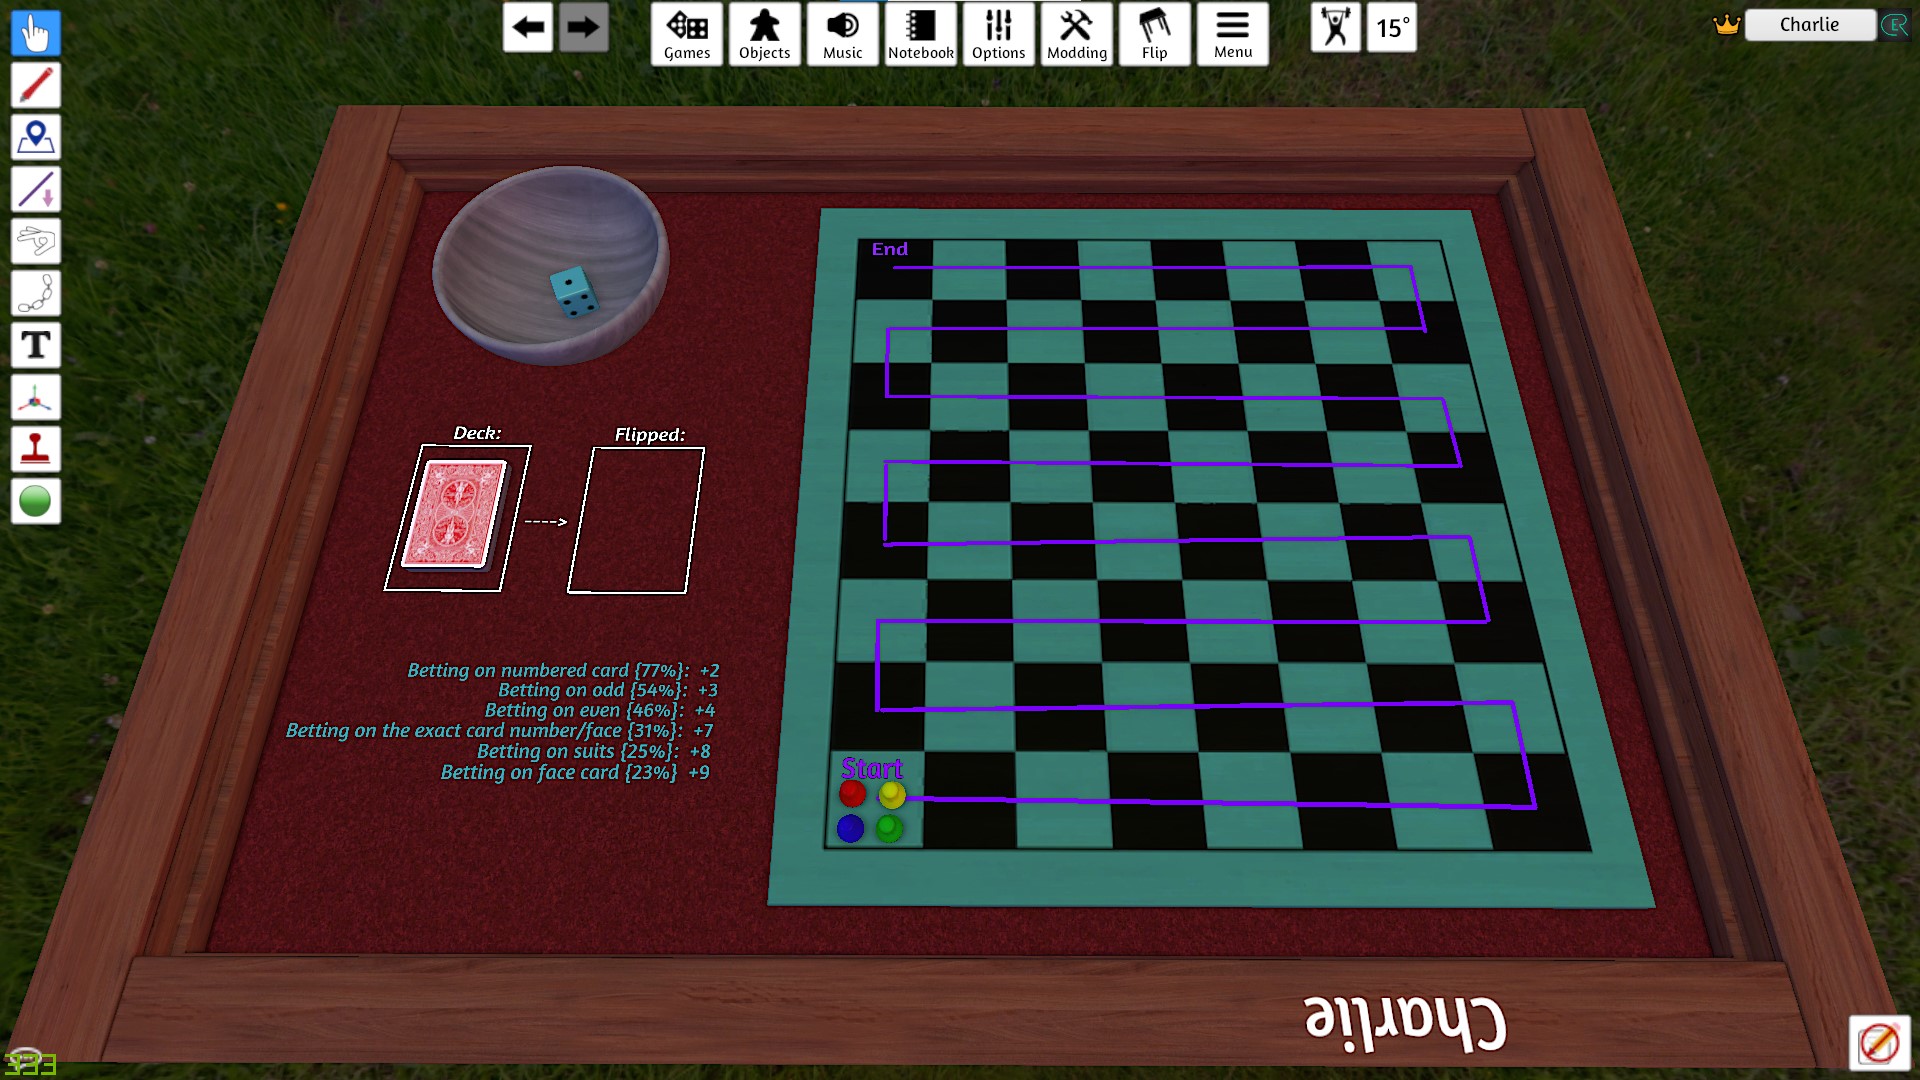 Games
Objects
Music
Notebook
Options
Modding
Flip
Menu
15°
Charlie
T
End
Deck:
Flipped:
---->
Betting on numbered card {77%}: +2
Betting on odd {54%}: +3
Betting on even {46%}: +4
Betting on the exact card number/face {31%}: +7
Betting on suits {25%}: +8
Betting on face card {23%} +9
Start
Charlie
333